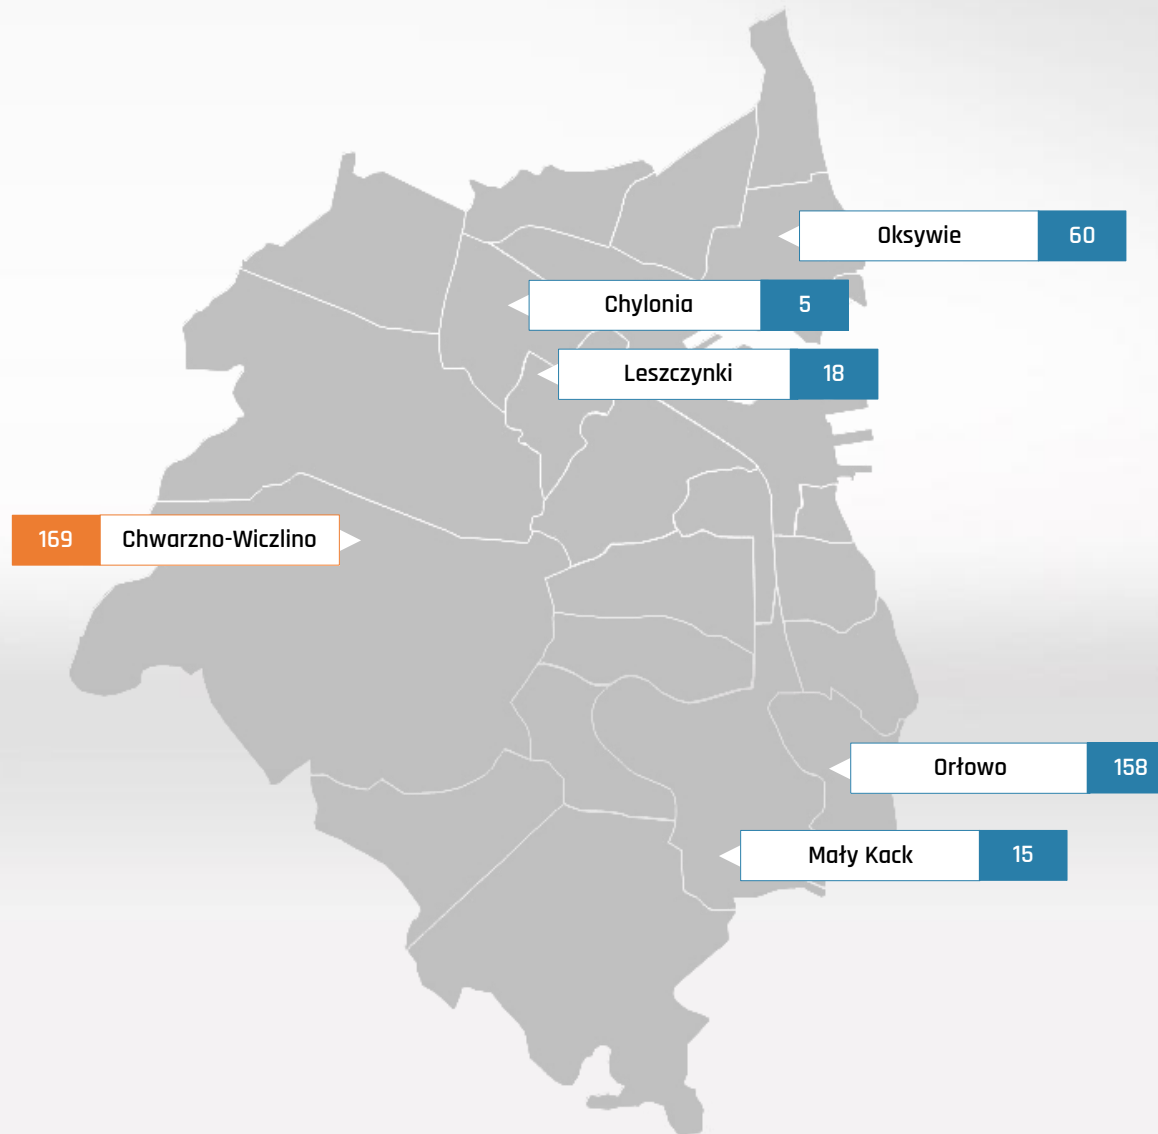 Oksywie 60
Chylonia 5
Leszczynki 18
169 Chwarzno-Wiczlino
Orłowo 158
Mały Kack 15